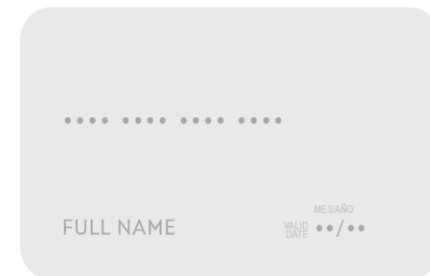 •••• •••• •••• ••••
MES/AÑO
FULL NAME
VALID DATE ••/••